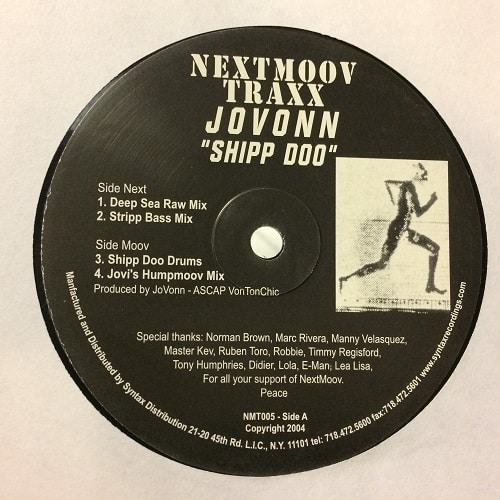 NEXTMOOV
TRAXX
JOVONN
"SHIPP DOO"
Side Next
1. Deep Sea Raw Mix
2. Stripp Bass Mix
Side Moov
3. Shipp Doo Drums
4. Jovi's Humpmoov Mix
Produced by JoVonn - ASCAP VonTonChic
Special thanks: Norman Brown, Marc Rivera, Manny Velasquez,
Master Kev, Ruben Toro, Robbie, Timmy Regisford,
Tony Humphries, Didier, Lola, E-Man, Lea Lisa,
For all your support of NextMoov.
Peace
NMT005 - Side A
Copyright 2004
Manfactured and Distributed by Syntax Distribution 21-20 45th Rd. L.I.C., N.Y. 11101 tel: 718.472.5600 fax:718.472.5601 www.syntaxrecordings.com